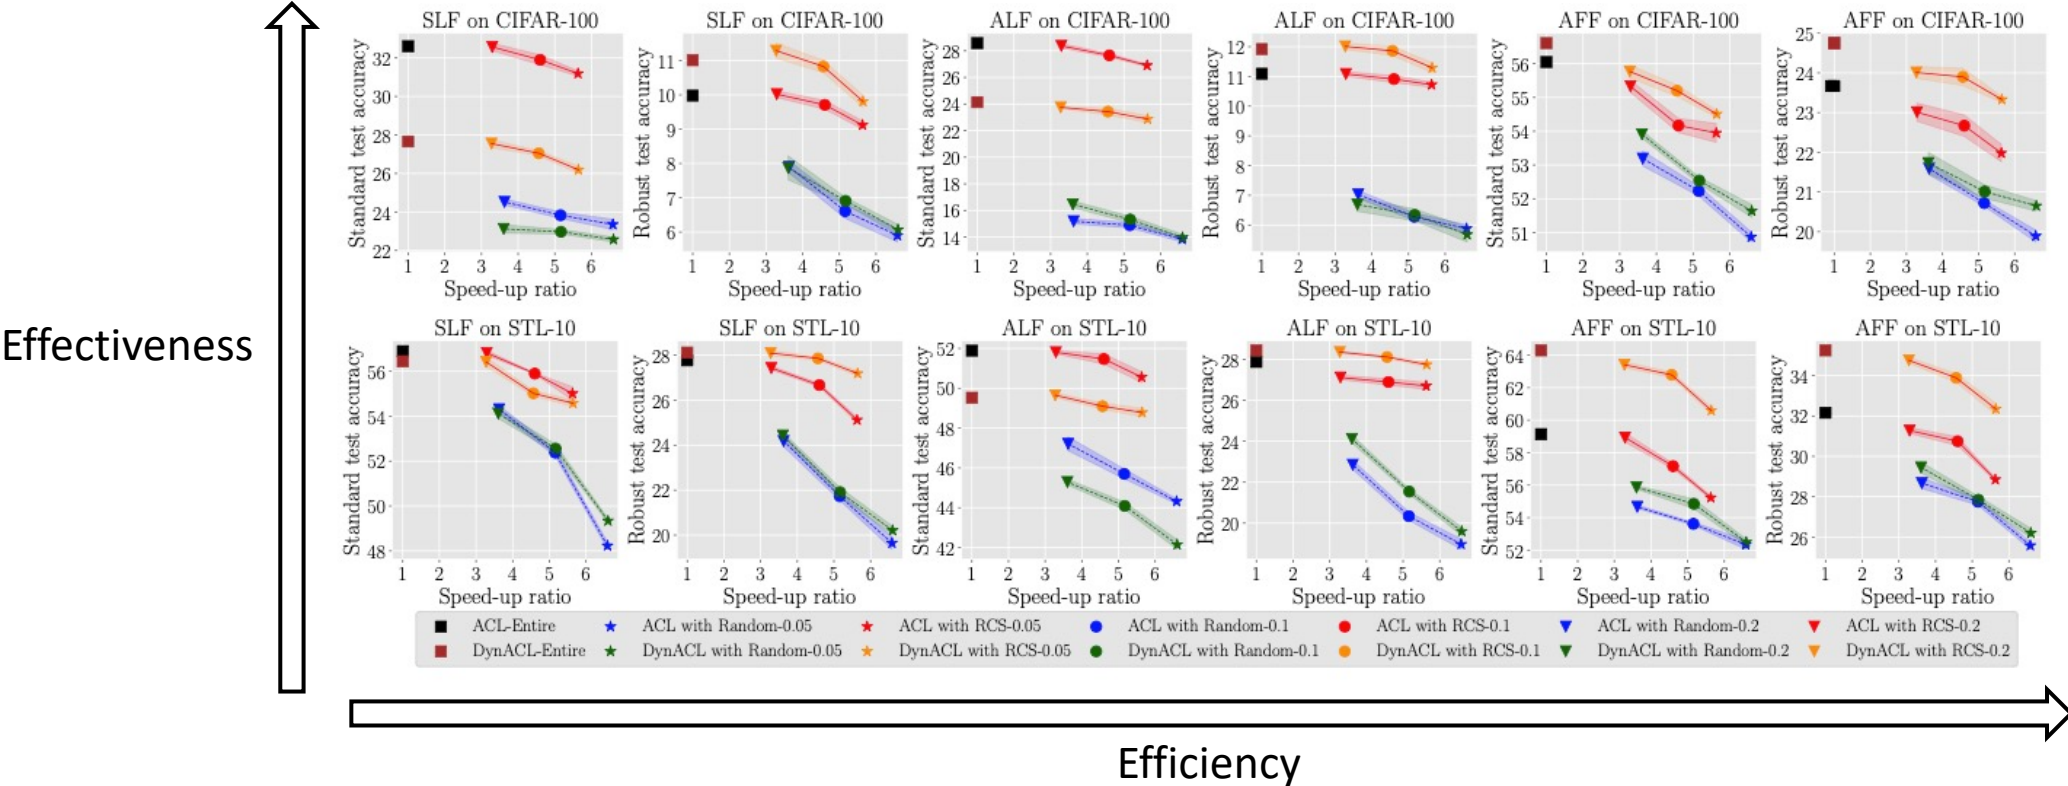 Effectiveness
SLF on CIFAR-100
Standard test accuracy
32
30
28
26
24
22
1 2 3 4 5 6
Speed-up ratio
SLF on CIFAR-100
Robust test accuracy
11
10
9
8
7
6
1 2 3 4 5 6
Speed-up ratio
ALF on CIFAR-100
Standard test accuracy
28
26
24
22
20
18
16
14
1 2 3 4 5 6
Speed-up ratio
ALF on CIFAR-100
Robust test accuracy
12
11
10
9
8
7
6
1 2 3 4 5 6
Speed-up ratio
AFF on CIFAR-100
Standard test accuracy
56
55
54
53
52
51
1 2 3 4 5 6
Speed-up ratio
AFF on CIFAR-100
Robust test accuracy
25
24
23
22
21
20
1 2 3 4 5 6
Speed-up ratio
SLF on STL-10
Standard test accuracy
56
54
52
50
48
1 2 3 4 5 6
Speed-up ratio
SLF on STL-10
Robust test accuracy
28
26
24
22
20
1 2 3 4 5 6
Speed-up ratio
ALF on STL-10
Standard test accuracy
52
50
48
46
44
42
1 2 3 4 5 6
Speed-up ratio
ALF on STL-10
Robust test accuracy
28
26
24
22
20
1 2 3 4 5 6
Speed-up ratio
AFF on STL-10
Standard test accuracy
64
62
60
58
56
54
52
1 2 3 4 5 6
Speed-up ratio
AFF on STL-10
Robust test accuracy
34
32
30
28
26
1 2 3 4 5 6
Speed-up ratio
ACL-Entire ACL with Random-0.05 ACL with RCS-0.05 ACL with Random-0.1 ACL with RCS-0.1 ACL with Random-0.2 ACL with RCS-0.2
DynACL-Entire DynACL with Random-0.05 DynACL with RCS-0.05 DynACL with Random-0.1 DynACL with RCS-0.1 DynACL with Random-0.2 DynACL with RCS-0.2
Efficiency